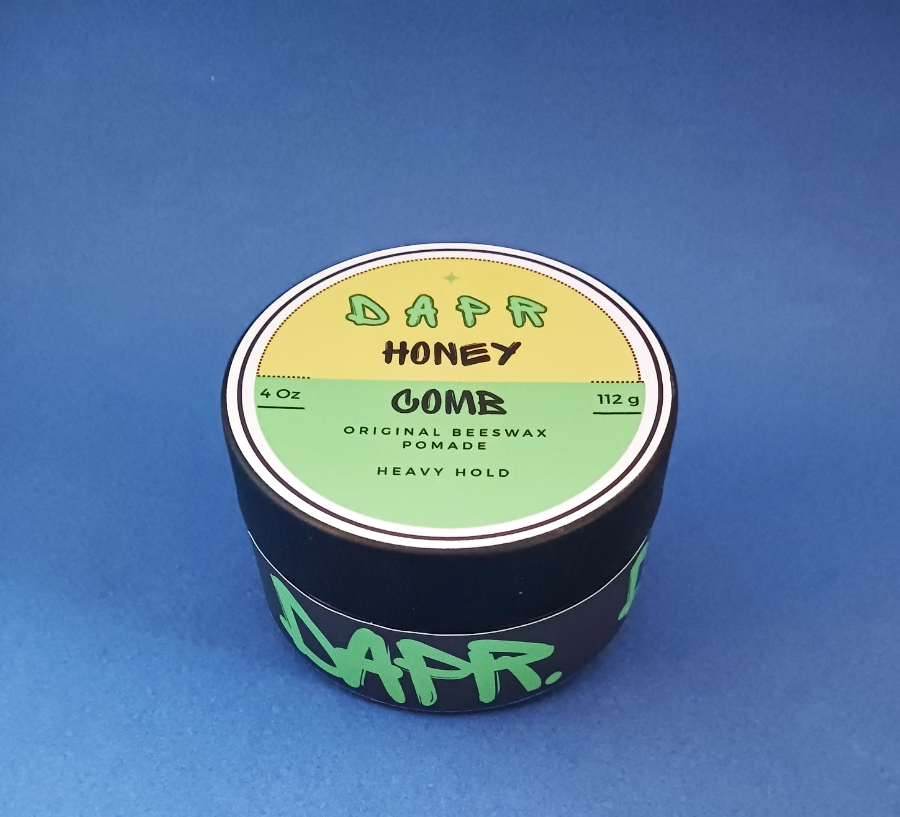 DAPR
HONEY
COMB
4 Oz
112 g
ORIGINAL BEESWAX
POMADE
HEAVY HOLD
DAPR.